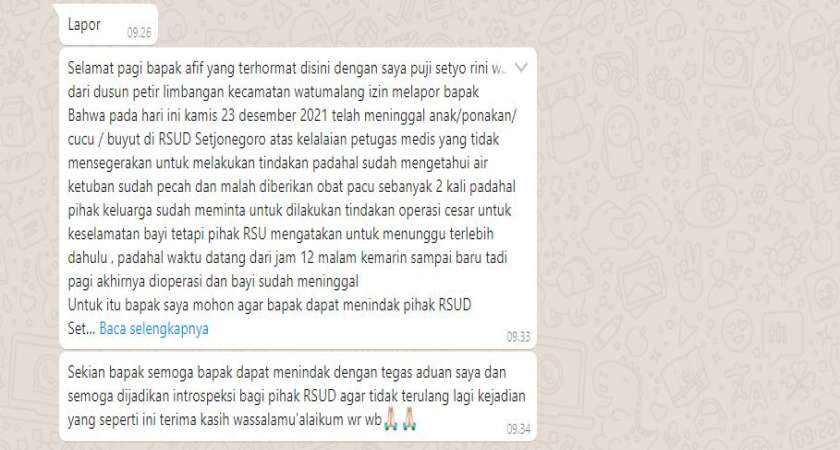 Lapor
09.26
Selamat pagi bapak afif yang terhormat disini dengan saya puji setyo rini
dari dusun petir limbangan kecamatan watumalang izin melapor bapak
Bahwa pada hari ini kamis 23 desember 2021 telah meninggal anak/ponakan/
cucu / buyut di RSUD Setjonegoro atas kelalaian petugas medis yang tidak
mensegerakan untuk melakukan tindakan padahal sudah mengetahui air
ketuban sudah pecah dan malah diberikan obat pacu sebanyak 2 kali padahal
pihak keluarga sudah meminta untuk dilakukan tindakan operasi cesar untuk
keselamatan bayi tetapi pihak RSU mengatakan untuk menunggu terlebih
dahulu , padahal waktu datang dari jam 12 malam kemarin sampai baru tadi
pagi akhirnya dioperasi dan bayi sudah meninggal
Untuk itu bapak saya mohon agar bapak dapat menindak pihak RSUD
Set... Baca selengkapnya
09.33
Sekian bapak semoga bapak dapat menindak dengan tegas aduan saya dan
semoga dijadikan introspeksi bagi pihak RSUD agar tidak terulang lagi kejadian
yang seperti ini terima kasih wassalamu'alaikum wr wb🙏🏻🙏🏻
09.34